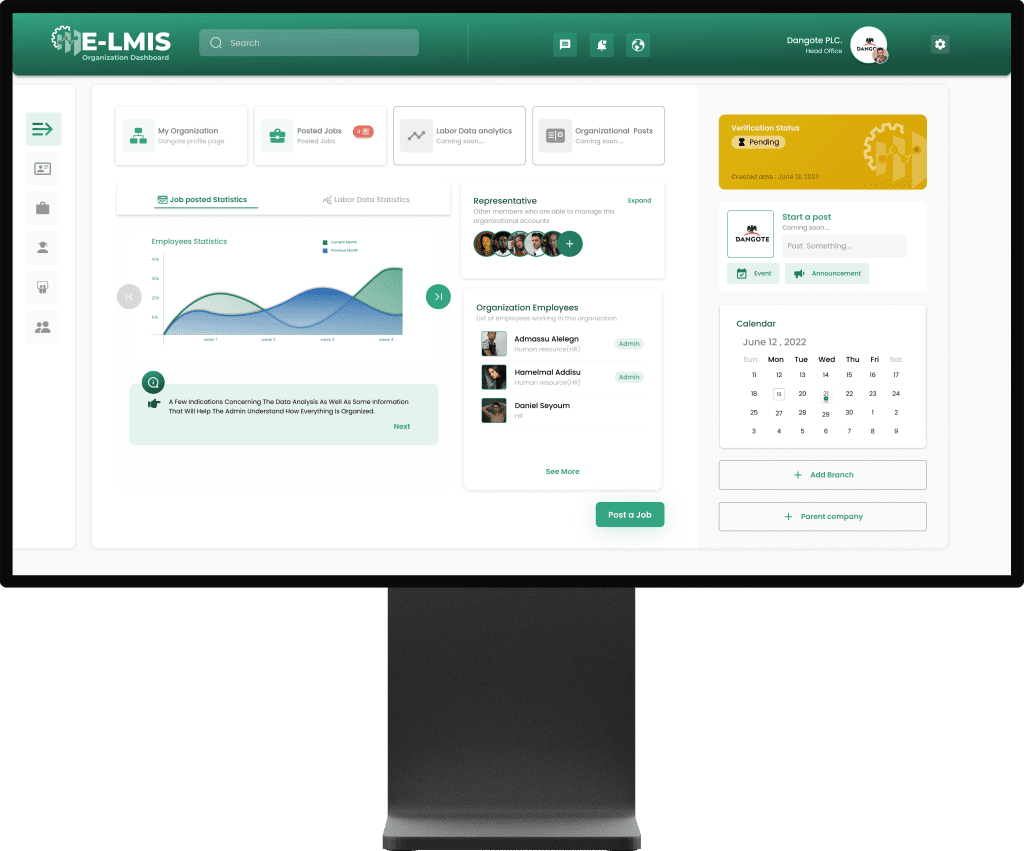 E-LMIS
Organization Dashboard
Search
Dangote PLC.
Head Office
DANGOTE
My Organization
Dangote profile page
Posted Jobs
4
Posted Jobs
Labor Data analytics
Coming soon....
Organizational Posts
Coming soon....
Verification Status
Pending
Created date : June 12, 2022
Job posted Statistics
Labor Data Statistics
Employees Statistics
Current Month
Previous Month
30k
20k
week 1
week 2
week 3
week 4
A Few Indications Concerning The Data Analysis As Well As Some Information
That Will Help The Admin Understand How Everything Is Organized.
Next
Representative
Expand
Other members who are able to manage this
organizational accounts
Organization Employees
List of employees working in this organization
Admassu Alelegn
Human resource(HR)
Admin
Hamelmal Addisu
Human resource(HR)
Admin
Daniel Seyoum
HR
See More
Post a Job
DANGOTE
Start a post
Coming soon....
Post Something...
Event
Announcement
Calendar
June 12 , 2022
Sun Mon Tue Wed Thu Fri Sat
11 12 13 14 15 16 17
18 19 20 21 22 23 24
25 27 28 29 30 1 2
3 4 5 6 7 8 9
+ Add Branch
+ Parent company